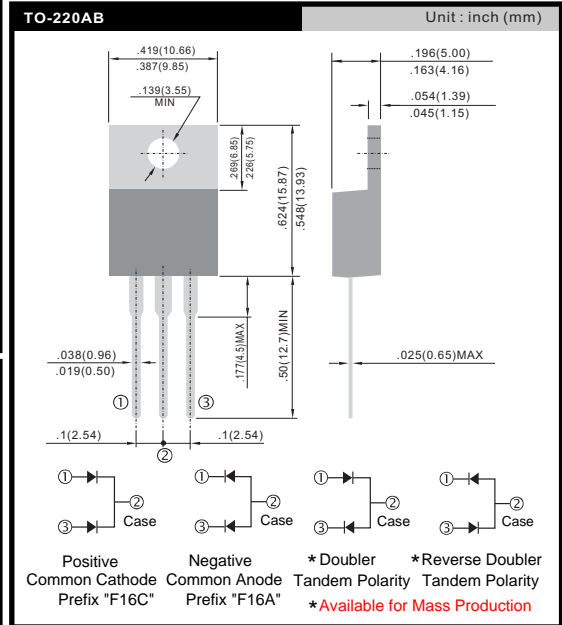 TO-220AB
Unit : inch (mm)
.419(10.66)
.387(9.85)
.139(3.55)
MIN
.269(6.85)
.226(5.75)
.624(15.87)
.548(13.93)
.196(5.00)
.163(4.16)
.054(1.39)
.045(1.15)
.038(0.96)
.019(0.50)
.177(4.5)MAX
.50(12.7)MIN
.025(0.65)MAX
①
③
.1(2.54)
.1(2.54)
②
①
②
③
Case
①
②
③
Case
①
②
③
Case
①
②
③
Case
Positive
Common Cathode
Prefix "F16C"
Negative
Common Anode
Prefix "F16A"
*Doubler
Tandem Polarity
*Reverse Doubler
Tandem Polarity
*Available for Mass Production